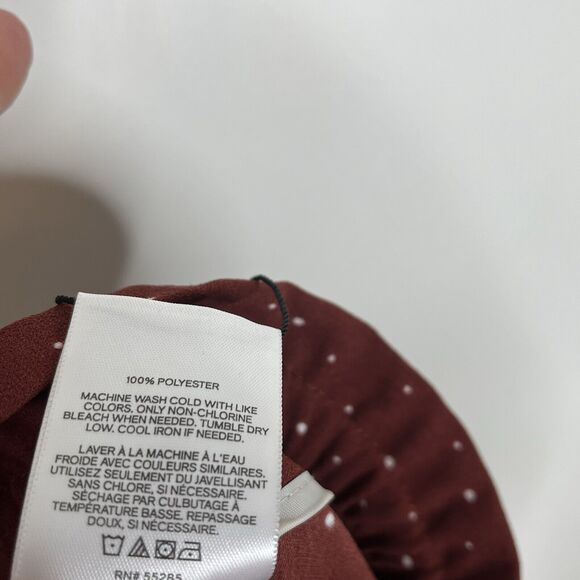 100% POLYESTER
MACHINE WASH COLD WITH LIKE
COLORS. ONLY NON-CHLORINE
BLEACH WHEN NEEDED. TUMBLE DRY
LOW. COOL IRON IF NEEDED.
LAVER À LA MACHINE À L'EAU
FROIDE AVEC COULEURS SIMILAIRES.
UTILISEZ SEULEMENT DU JAVELLISANT
SANS CHLORE, SI NÉCESSAIRE.
SÉCHAGE PAR CULBUTAGE À
TEMPÉRATURE BASSE. REPASSAGE
DOUX, SI NÉCESSAIRE.
RN# 55285